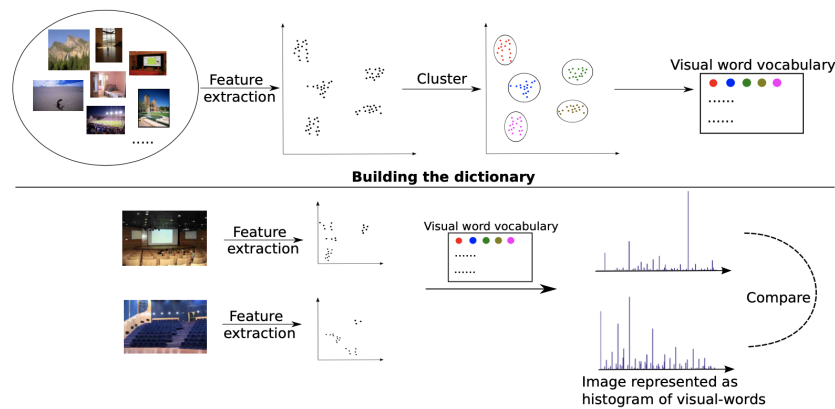 Feature
extraction
Cluster
Visual word vocabulary
......
......
.....
Building the dictionary
Feature
extraction
Visual word vocabulary
......
......
Feature
extraction
Compare
Image represented as
histogram of visual-words